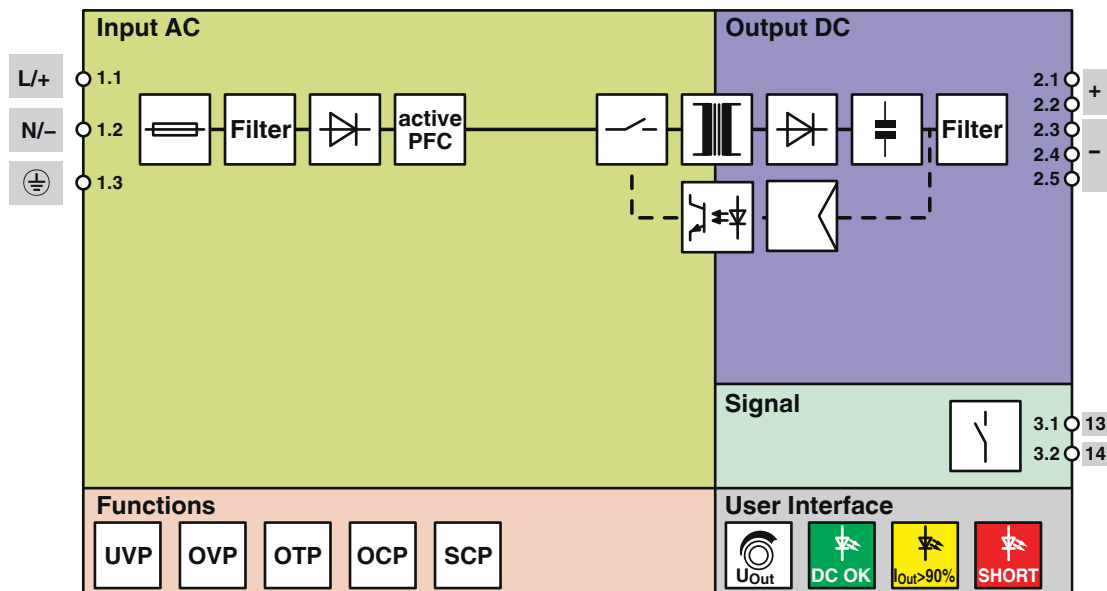 Input AC
Output DC
L/+
1.1
N/–
1.2
1.3
Filter
active
PFC
Filter
2.1
2.2
2.3
2.4
2.5
+
–
Signal
3.1
13
3.2
14
Functions
UVP
OVP
OTP
OCP
SCP
User Interface
UOut
DC OK
IOut>90%
SHORT